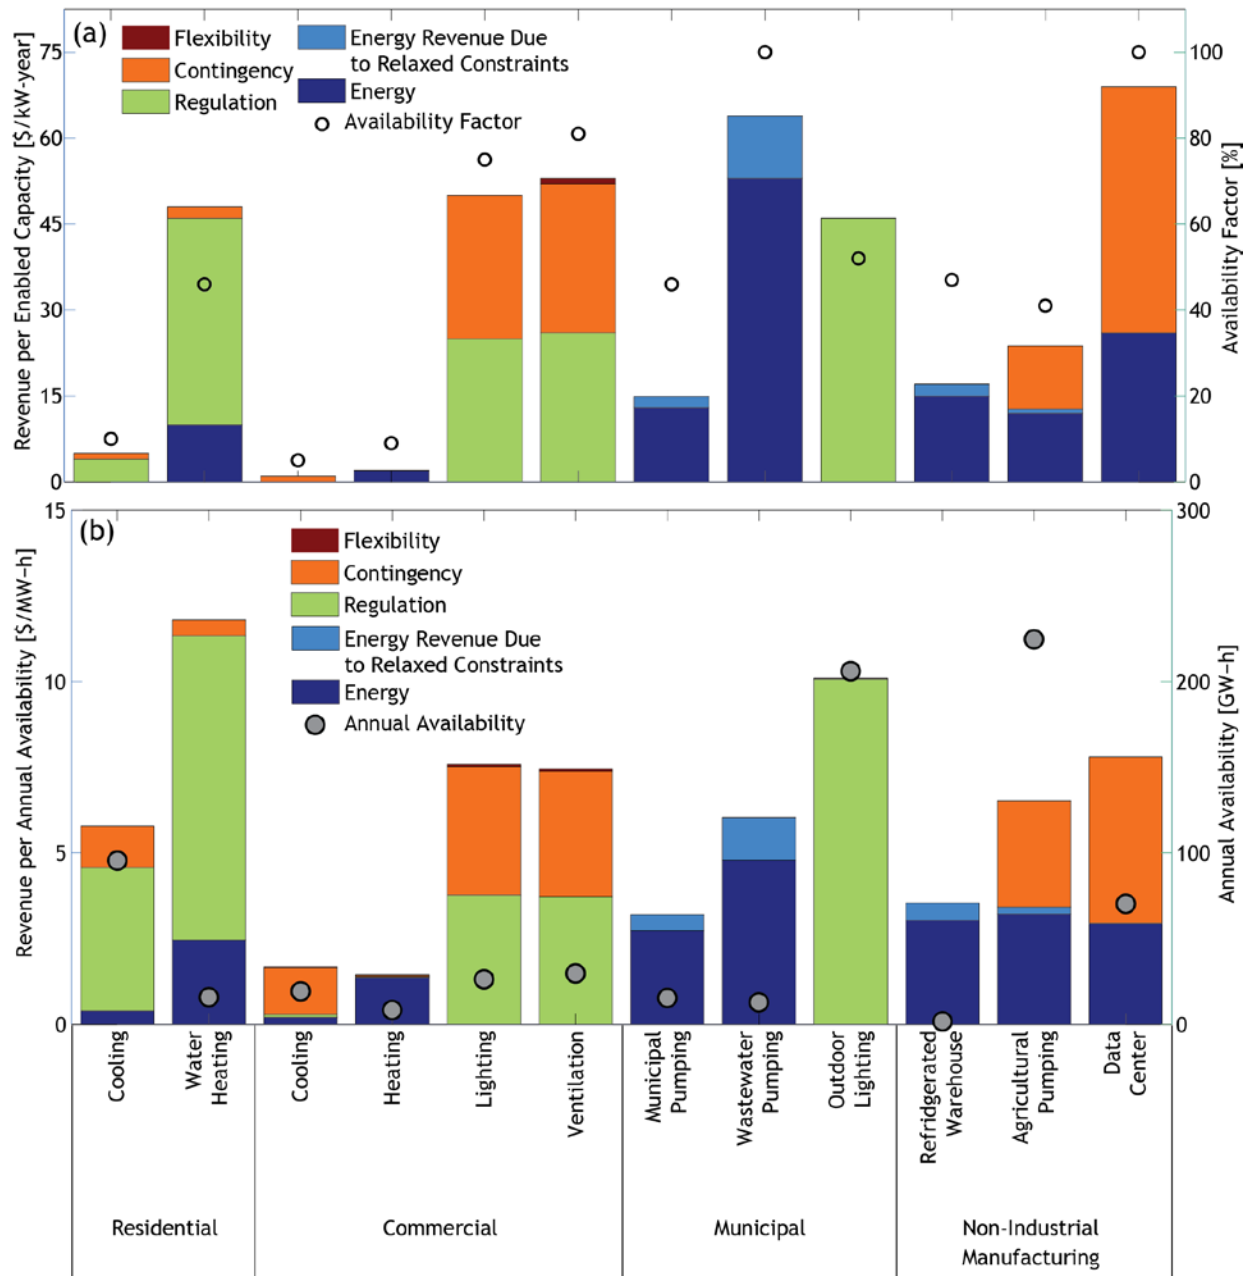 (a)
Flexibility
Contingency
Regulation
Energy Revenue Due
to Relaxed Constraints
Energy
Availability Factor
Revenue per Enabled Capacity [$/kW-year]
75
60
45
30
15
0
100
80
60
40
20
0
Availability Factor [%]
(b)
Flexibility
Contingency
Regulation
Energy Revenue Due
to Relaxed Constraints
Energy
Annual Availability
Revenue per Annual Availability [$/MW-h]
15
10
5
0
300
200
100
0
Annual Availability [GW-h]
Cooling
Water
Heating
Cooling
Heating
Lighting
Ventilation
Municipal
Pumping
Wastewater
Pumping
Outdoor
Lighting
Refridgerated
Warehouse
Agricultural
Pumping
Data
Center
Residential
Commercial
Municipal
Non-Industrial
Manufacturing